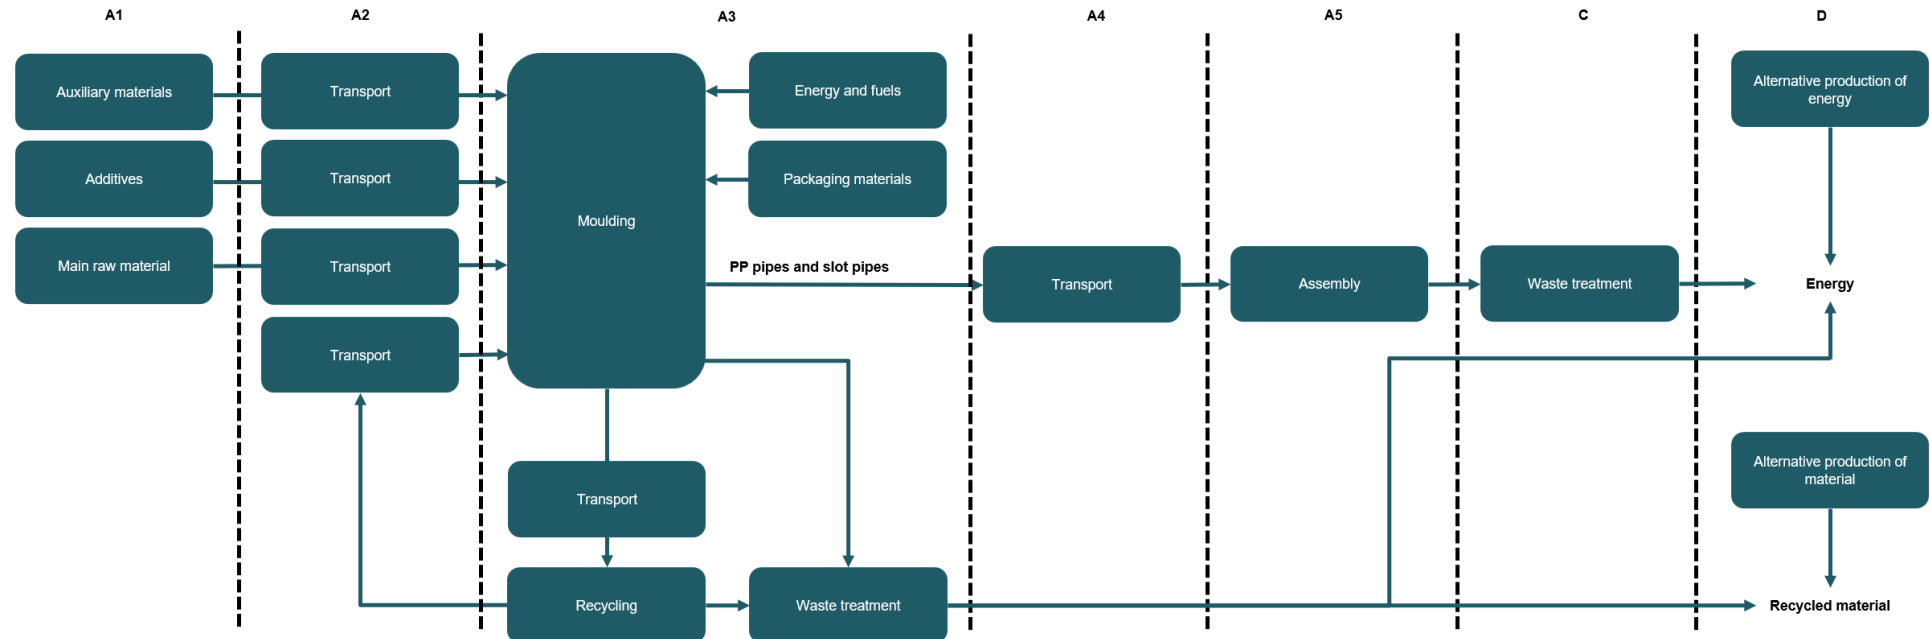 A1
A2
A3
A4
A5
C
D
Auxiliary materials
Transport
Energy and fuels
Alternative production of
energy
Additives
Transport
Packaging materials
Moulding
Main raw material
Transport
PP pipes and slot pipes
Transport
Assembly
Waste treatment
Energy
Transport
Transport
Alternative production of
material
Recycling
Waste treatment
Recycled material